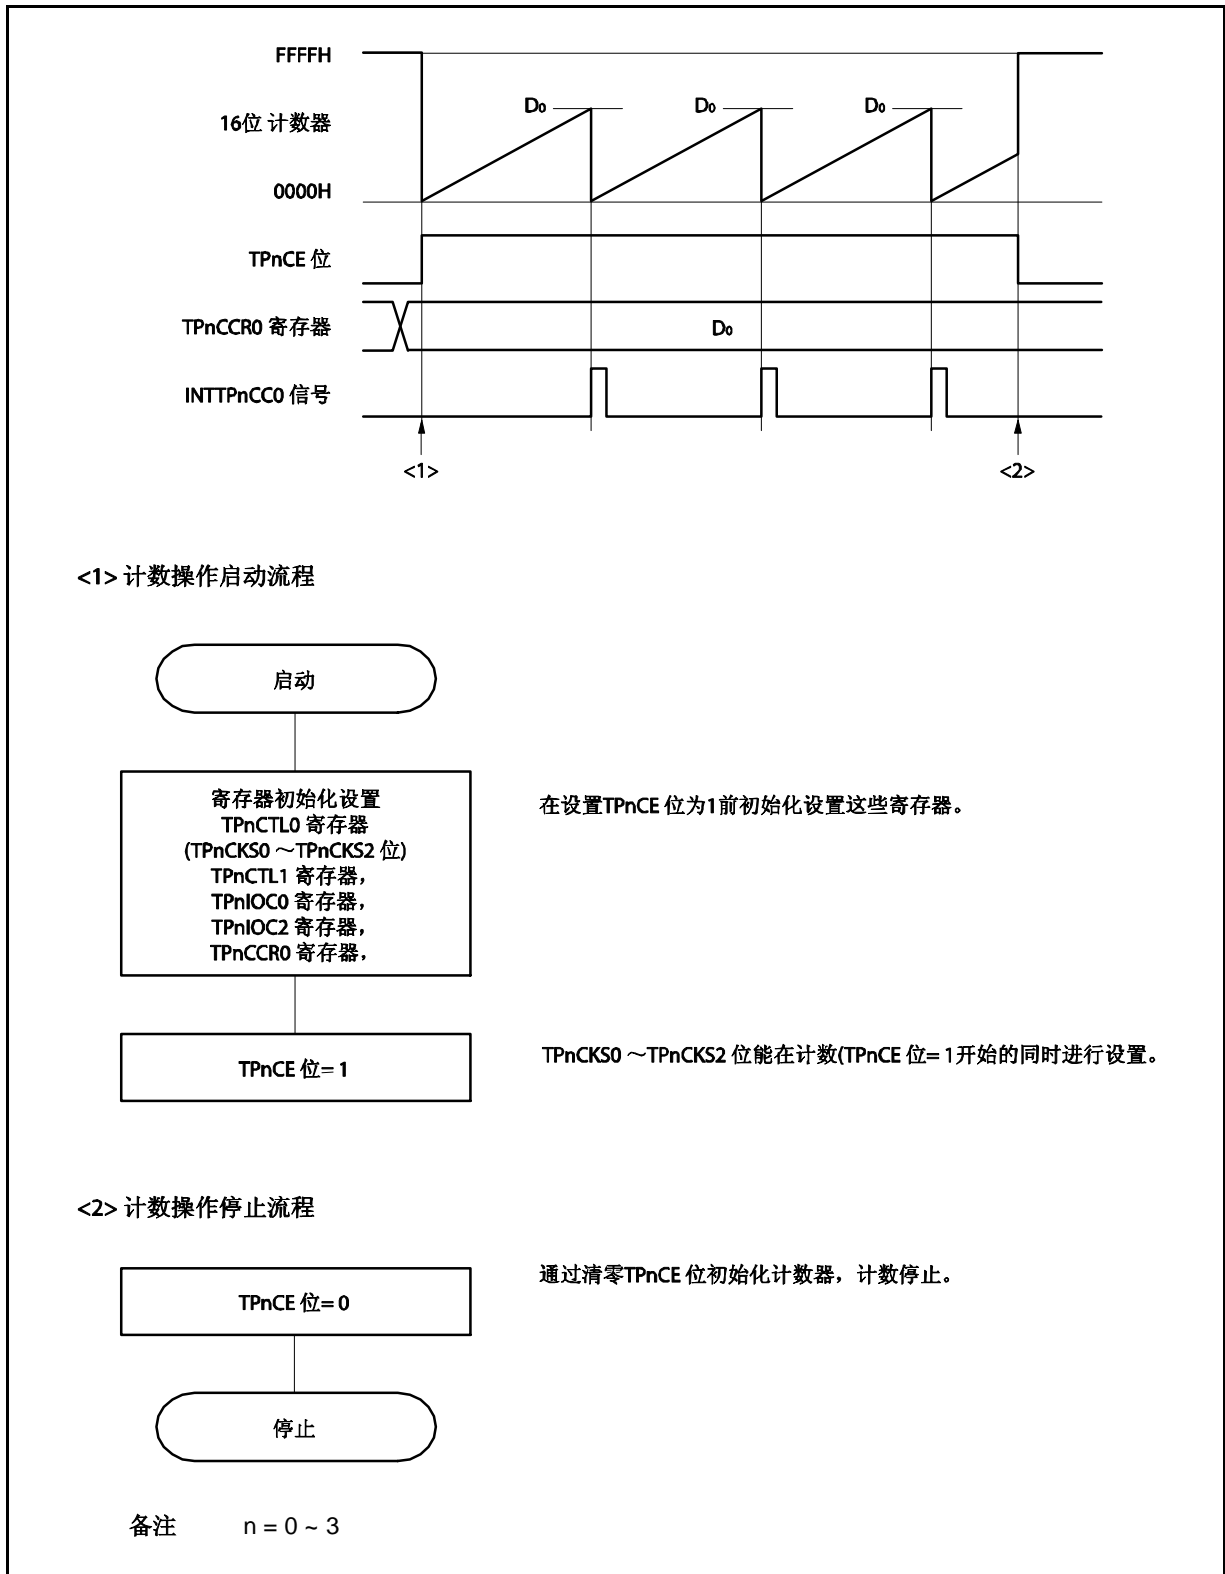 FFFFH
D0 D0 D0
16位 计数器
0000H
TPnCE 位
TPnCCR0 寄存器 D0
INTTPnCC0 信号
<1> <2>
<1> 计数操作启动流程
启动
寄存器初始化设置
TPnCTL0 寄存器
(TPnCKS0 ～TPnCKS2 位)
TPnCTL1 寄存器，
TPnIOC0 寄存器，
TPnIOC2 寄存器，
TPnCCR0 寄存器，
在设置TPnCE 位为1前初始化设置这些寄存器。
TPnCE 位= 1
TPnCKS0 ～TPnCKS2 位能在计数(TPnCE 位= 1开始的同时进行设置。
<2> 计数操作停止流程
通过清零TPnCE 位初始化计数器，计数停止。
TPnCE 位= 0
停止
备注 n = 0 ~ 3